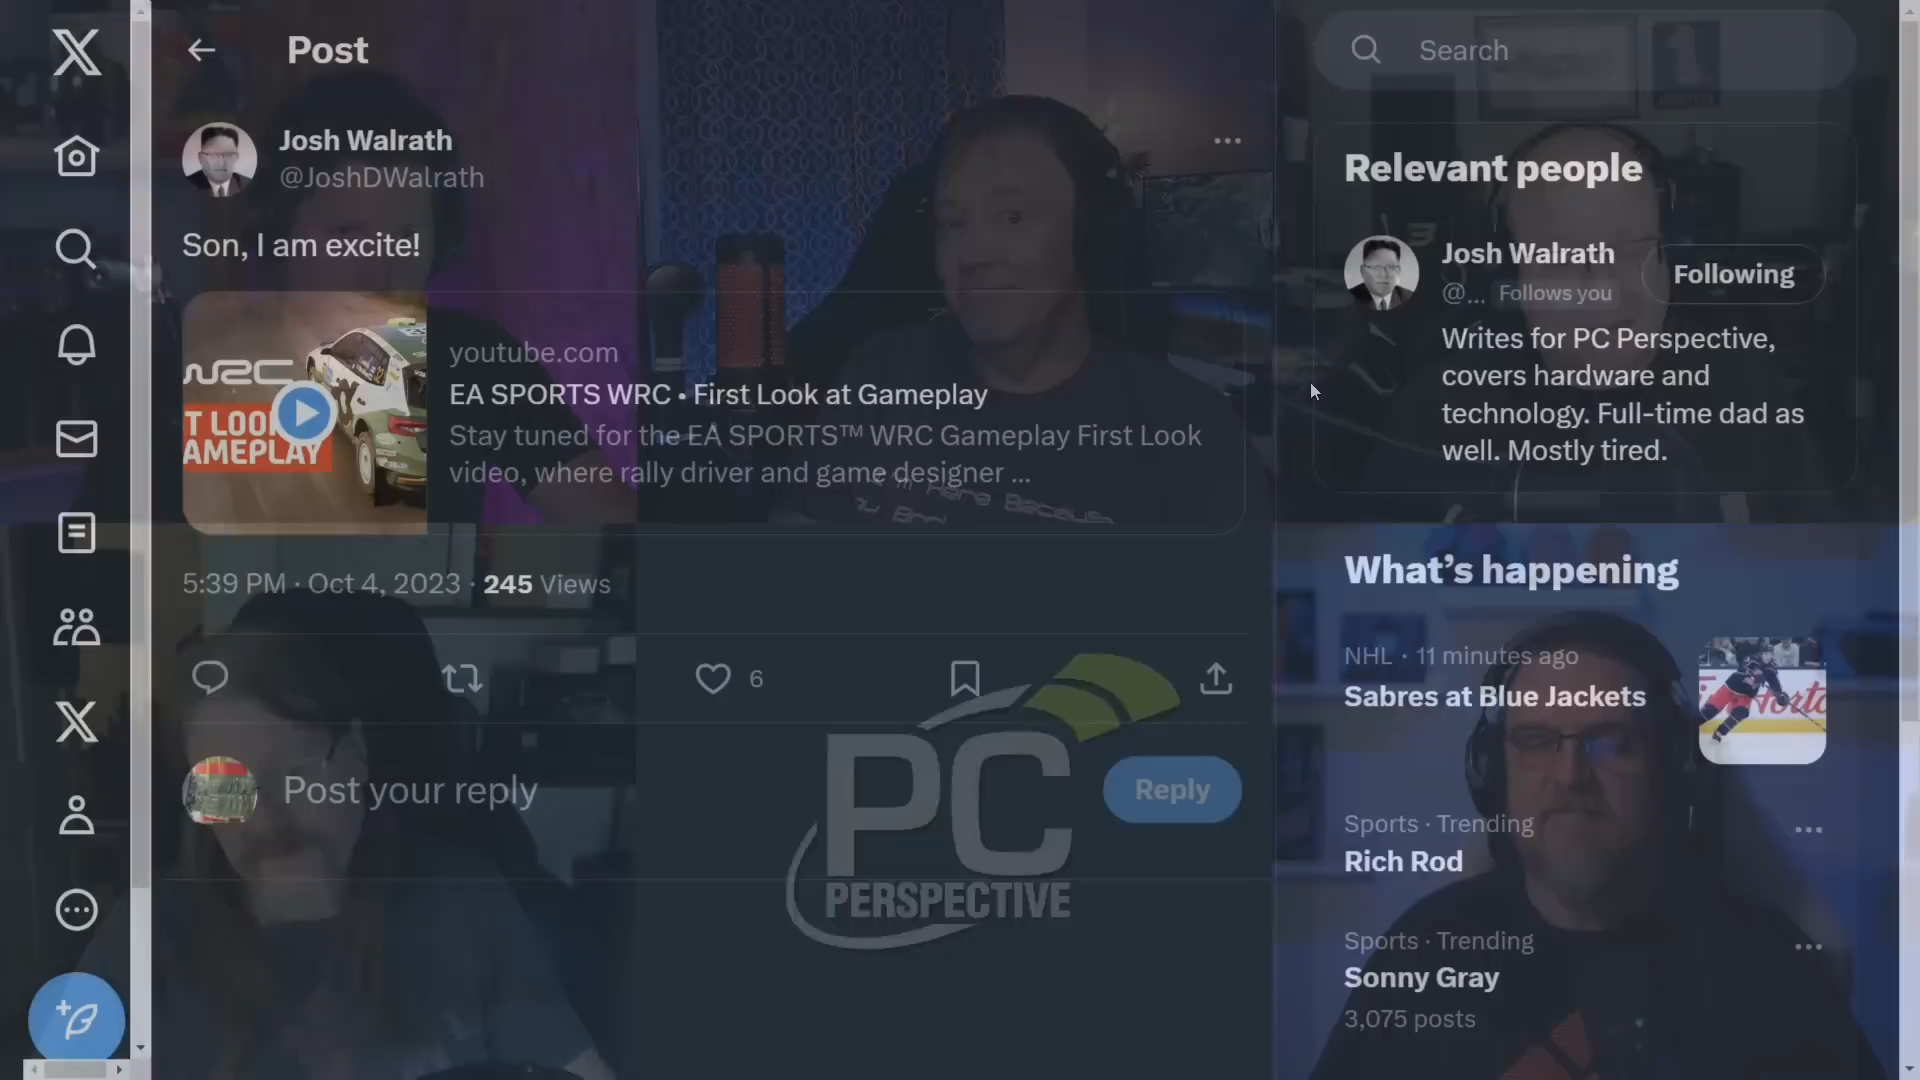 Post
Search
Josh Walrath
@JoshDWalrath
Son, I am excite!
WRC
T LOO
AMEPLAY
youtube.com
EA SPORTS WRC • First Look at Gameplay
Stay tuned for the EA SPORTS™ WRC Gameplay First Look
video, where rally driver and game designer ...
5:39 PM · Oct 4, 2023 · 245 Views
6
Post your reply
Reply
PC
PERSPECTIVE
Relevant people
Josh Walrath
@... Follows you
Following
Writes for PC Perspective,
covers hardware and
technology. Full-time dad as
well. Mostly tired.
What’s happening
NHL · 11 minutes ago
Sabres at Blue Jackets
Sports · Trending
Rich Rod
Sports · Trending
Sonny Gray
3,075 posts